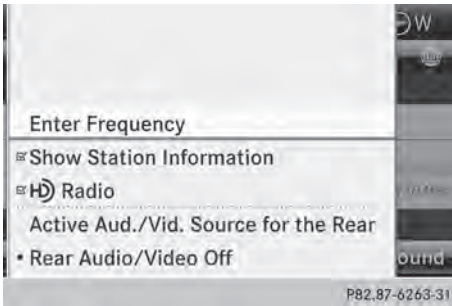 W
Enter Frequency
Show Station Information
HD Radio
Active Aud./Vid. Source for the Rear
• Rear Audio/Video Off
ound
P82.87-6263-31